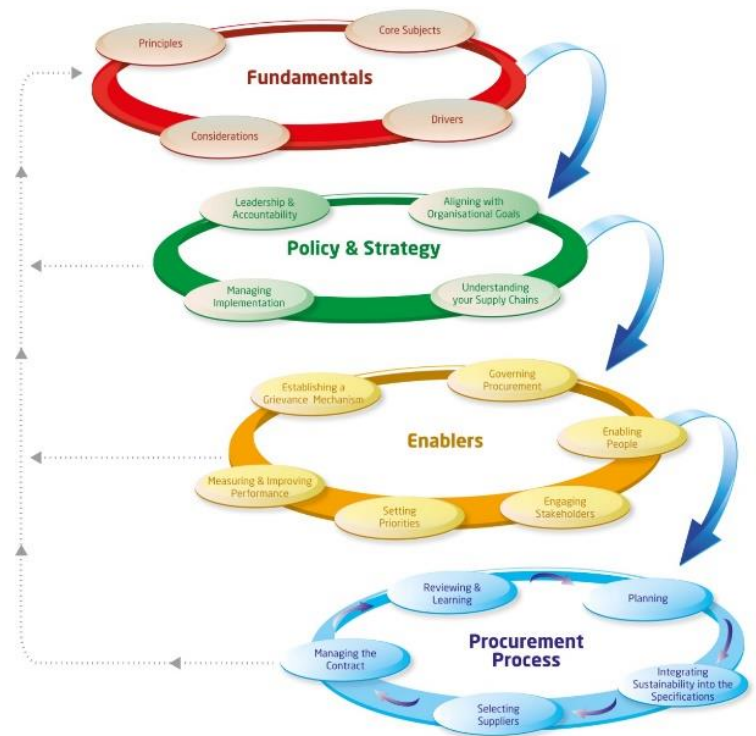 Principles
Core Subjects
Fundamentals
Considerations
Drivers
Leadership &
Accountability
Aligning with
Organisational Goals
Policy & Strategy
Managing
Implementation
Understanding
your Supply Chains
Establishing a
Grievance Mechanism
Governing
Procurement
Enablers
Enabling
People
Measuring & Improving
Performance
Setting
Priorities
Engaging
Stakeholders
Reviewing &
Learning
Planning
Procurement
Process
Managing the
Contract
Integrating
Sustainability into the
Specifications
Selecting
Suppliers